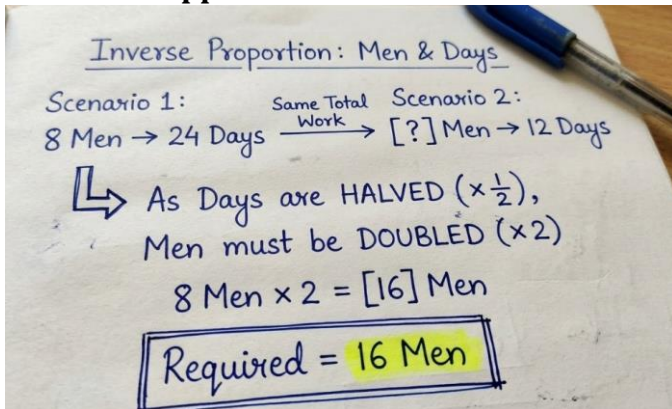 Inverse Proportion: Men & Days
Scenario 1:
8 Men → 24 Days
Same Total
Work
Scenario 2:
[?] Men → 12 Days
As Days are HALVED (× 1/2),
Men must be DOUBLED (×2)
8 Men × 2 = [16] Men
Required = 16 Men